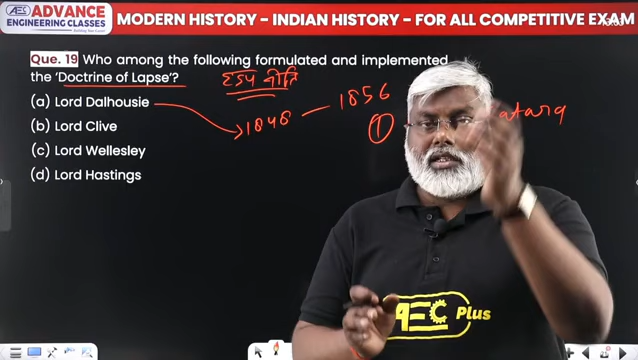 AES ADVANCE
ENGINEERING CLASSES
MODERN HISTORY - INDIAN HISTORY - FOR ALL COMPETITIVE EXAM
Que. 19 Who among the following formulated and implemented
the 'Doctrine of Lapse'?
हड़प नीति
(a) Lord Dalhousie
1848 — 1856
① atara
(b) Lord Clive
(c) Lord Wellesley
(d) Lord Hastings
AEC Plus